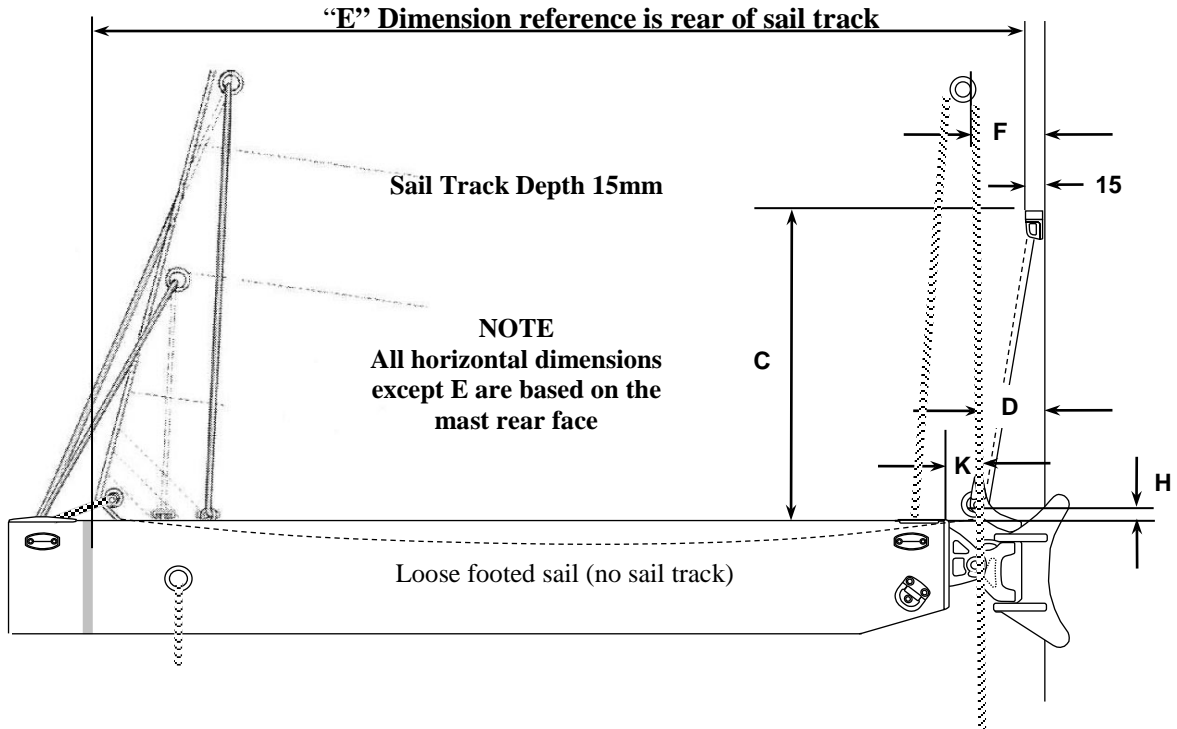 “E” Dimension reference is rear of sail track
F
Sail Track Depth 15mm
15
NOTE
All horizontal dimensions
except E are based on the
mast rear face
C
D
K
H
Loose footed sail (no sail track)